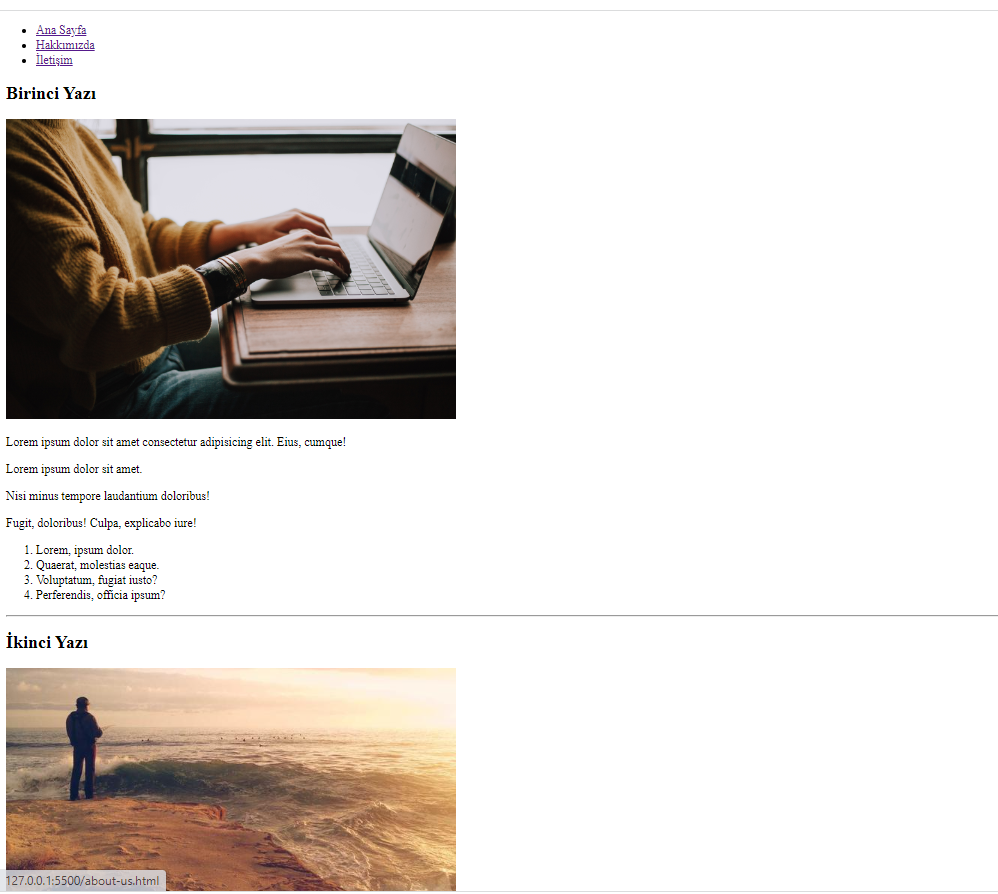 Ana Sayfa
Hakkımızda
İletişim
Birinci Yazı
Lorem ipsum dolor sit amet consectetur adipisicing elit. Eius, cumque!
Lorem ipsum dolor sit amet.
Nisi minus tempore laudantium doloribus!
Fugit, doloribus! Culpa, explicabo iure!
1. Lorem, ipsum dolor.
2. Quaerat, molestias eaque.
3. Voluptatum, fugiat iusto?
4. Perferendis, officia ipsum?
İkinci Yazı
127.0.0.1:5500/about-us.html